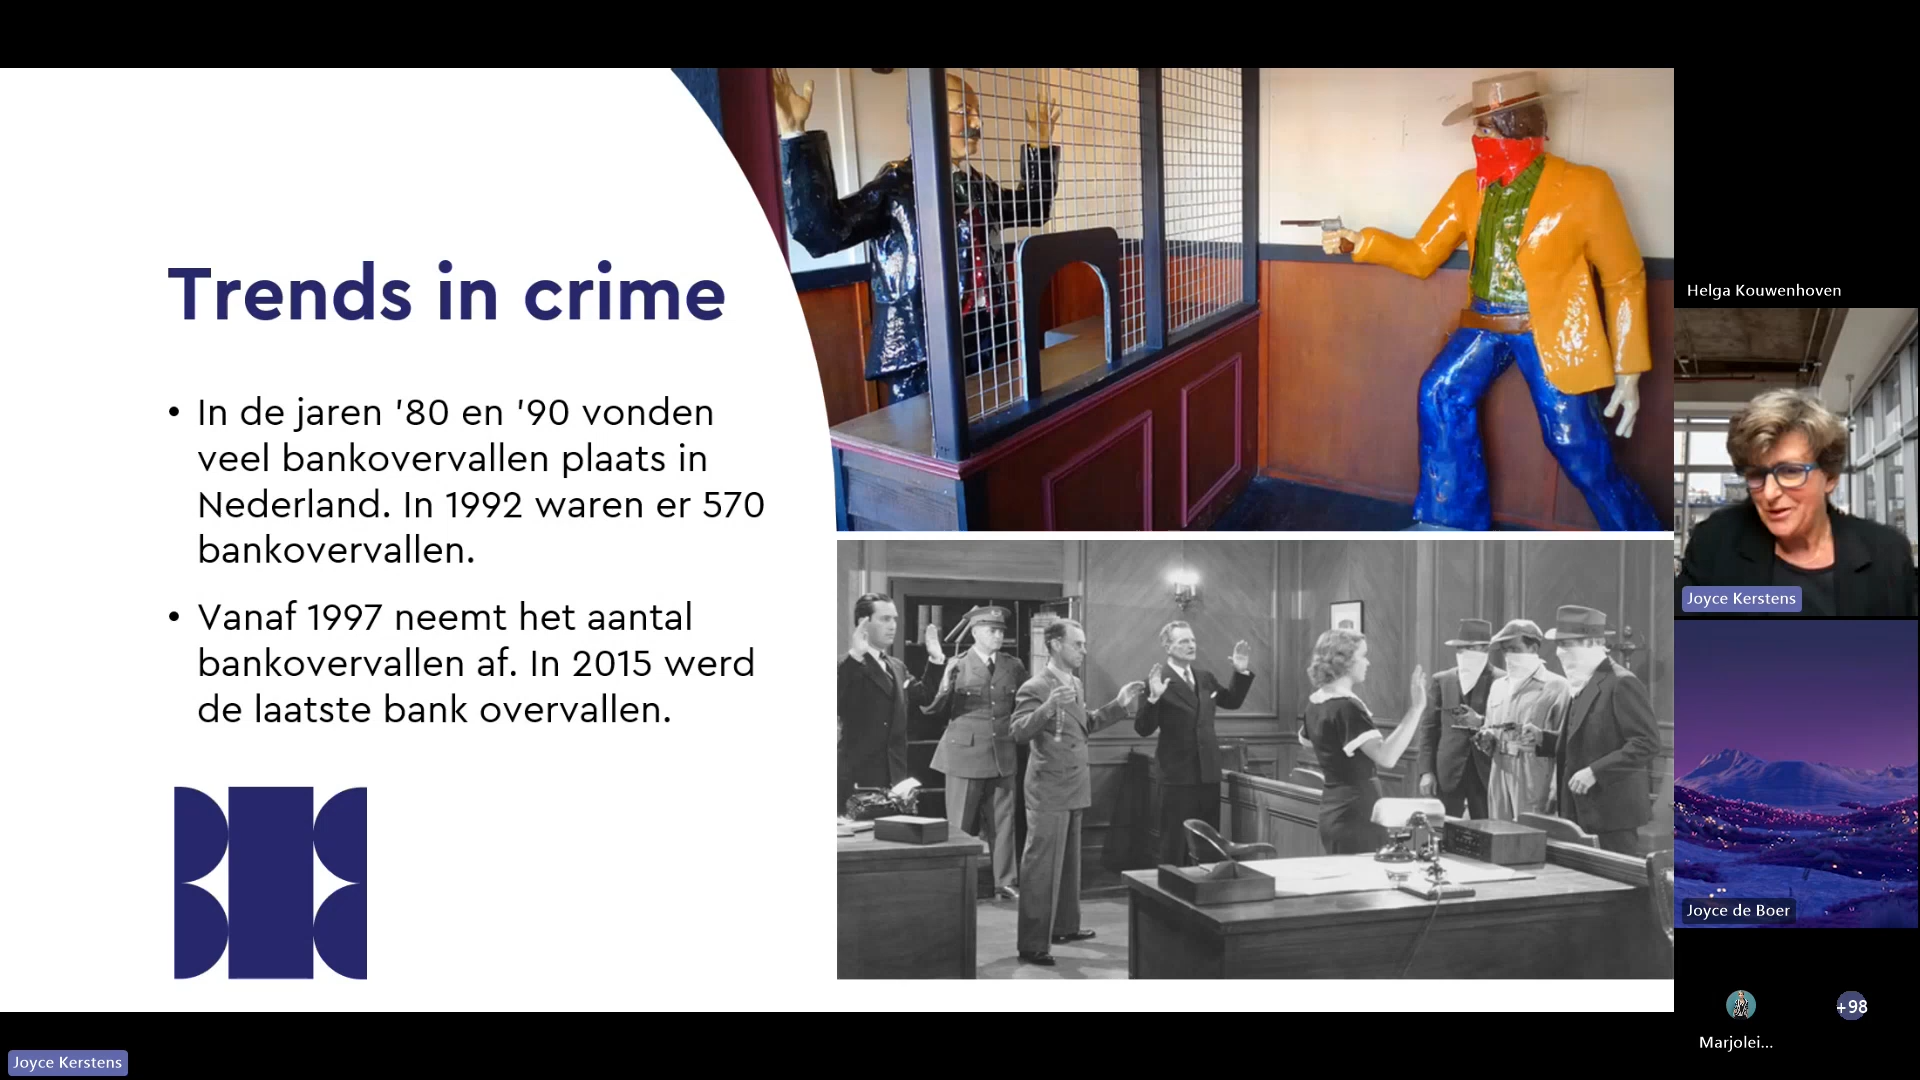 Trends in crime
• In de jaren '80 en '90 vonden
veel bankovervallen plaats in
Nederland. In 1992 waren er 570
bankovervallen.
• Vanaf 1997 neemt het aantal
bankovervallen af. In 2015 werd
de laatste bank overvallen.
Helga Kouwenhoven
Joyce Kerstens
Joyce de Boer
+98
Marjolei...
Joyce Kerstens